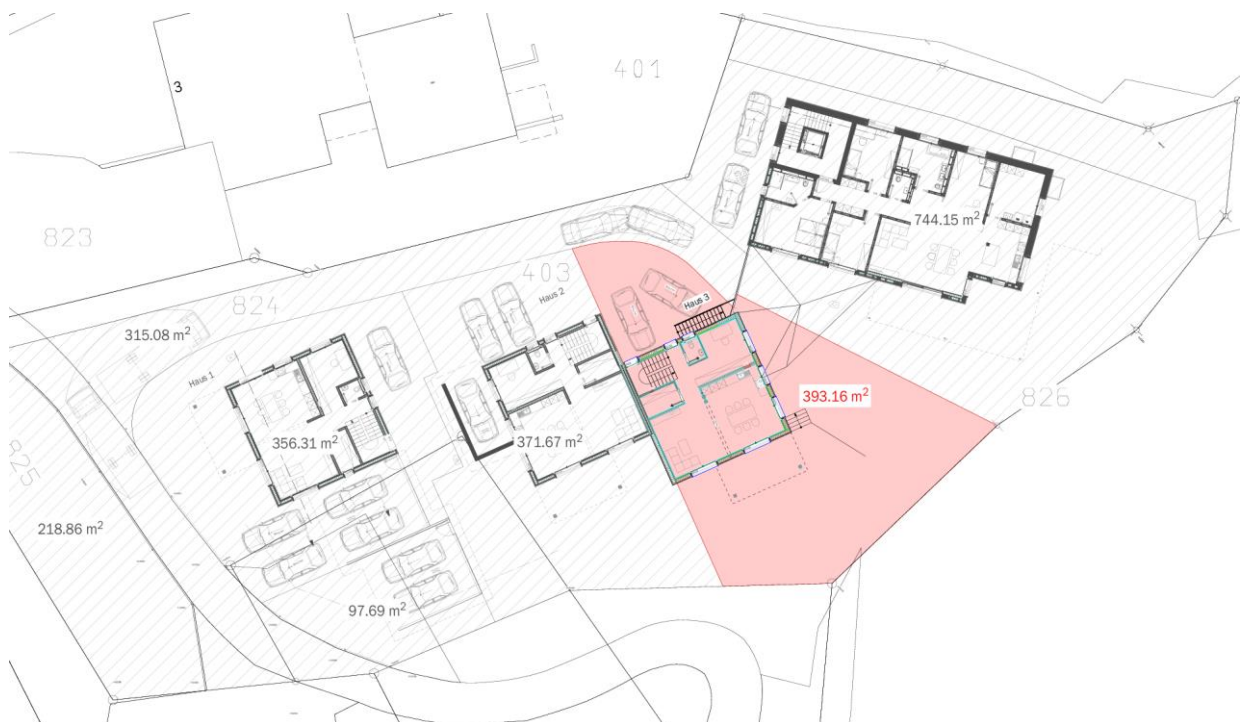 401
3
744.15 m²
823
403
824
Haus 2
Haus 3
315.08 m²
Haus 1
393.16 m²
826
356.31 m²
371.67 m²
825
218.86 m²
97.69 m²